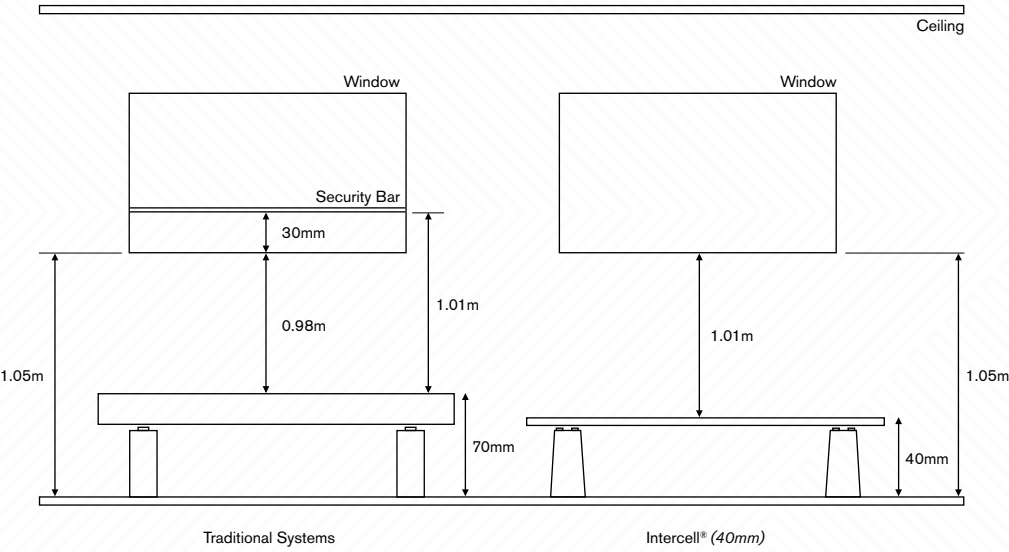 Ceiling
Window
Window
Security Bar
30mm
1.01m
0.98m
1.01m
1.05m
1.05m
70mm
40mm
Traditional Systems
Intercell® (40mm)